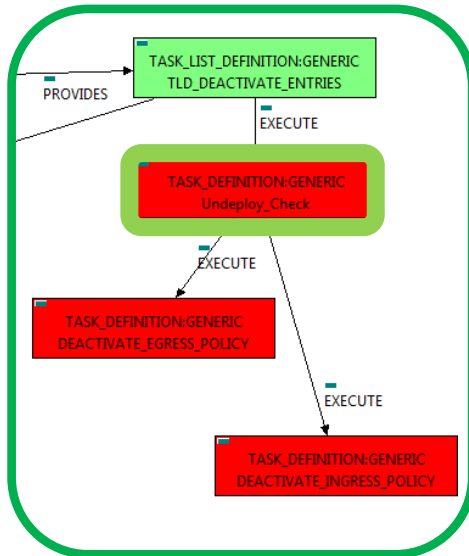 TASK_LIST_DEFINITION:GENERIC
TLD_DEACTIVATE_ENTRIES
PROVIDES
EXECUTE
TASK_DEFINITION:GENERIC
Undeploy_Check
EXECUTE
TASK_DEFINITION:GENERIC
DEACTIVATE_EGRESS_POLICY
EXECUTE
TASK_DEFINITION:GENERIC
DEACTIVATE_INGRESS_POLICY